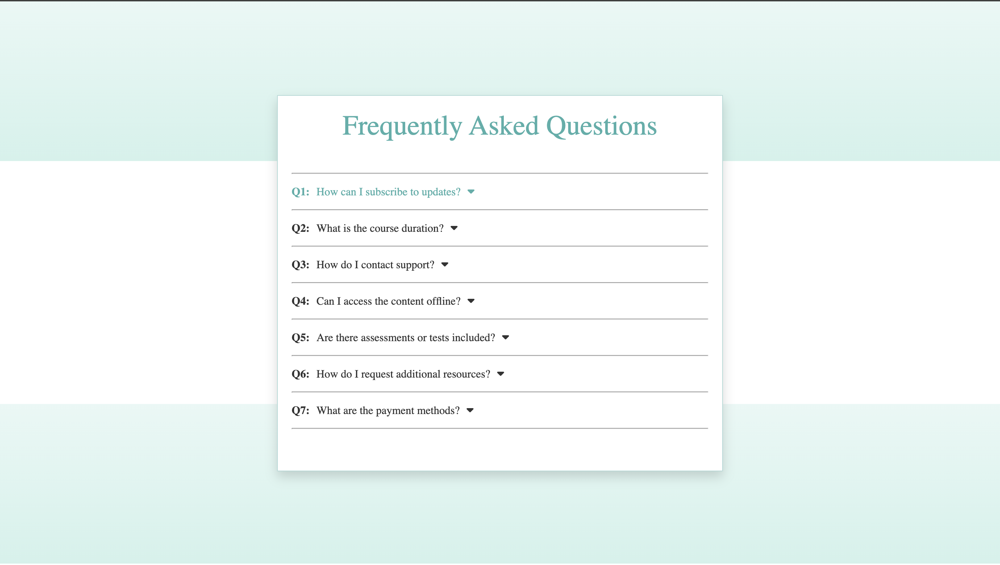 Frequently Asked Questions
Q1: How can I subscribe to updates?
Q2: What is the course duration?
Q3: How do I contact support?
Q4: Can I access the content offline?
Q5: Are there assessments or tests included?
Q6: How do I request additional resources?
Q7: What are the payment methods?